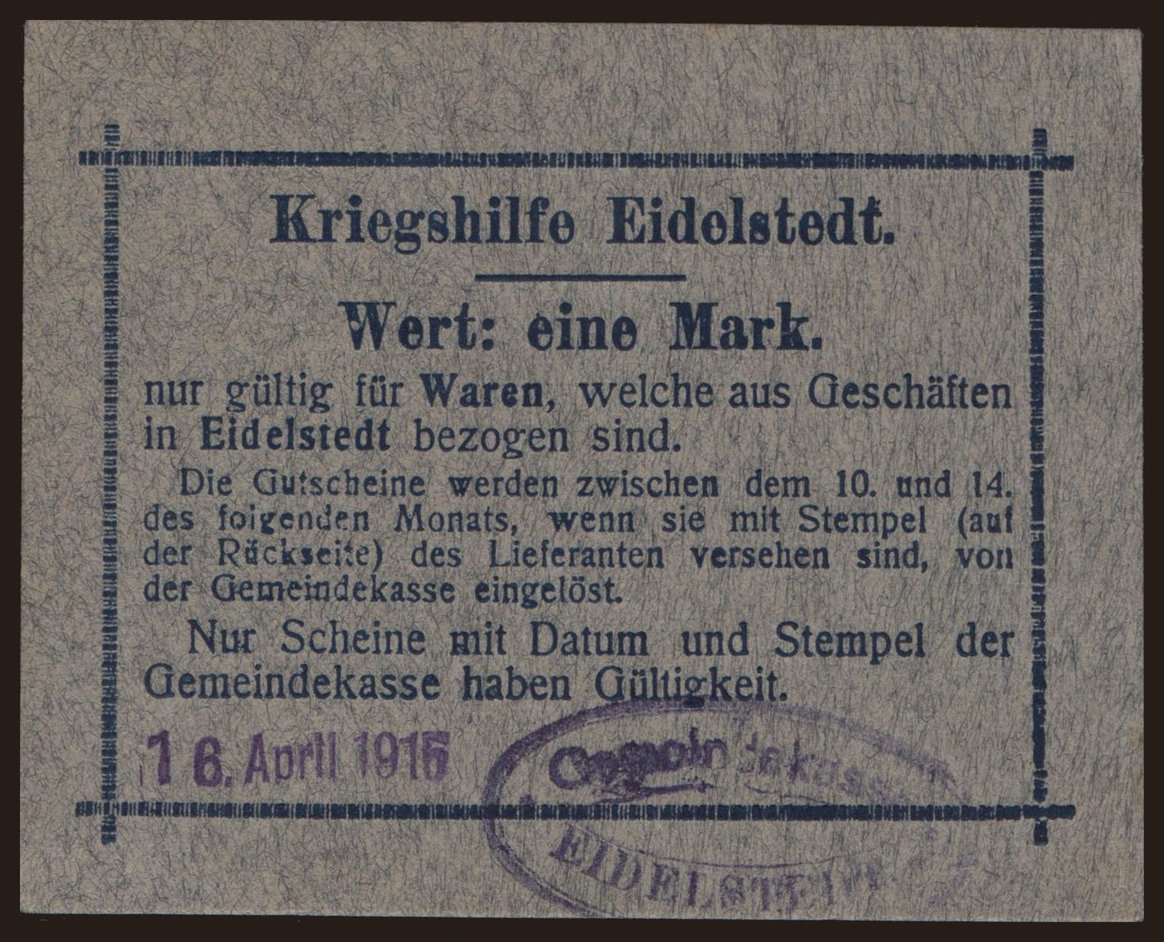 Kriegshilfe Eidelstedt.
Wert: eine Mark.
nur gültig für Waren, welche aus Geschäften
in Eidelstedt bezogen sind.
Die Gutscheine werden zwischen dem 10. und 14.
des folgenden Monats, wenn sie mit Stempel (auf
der Rückseite) des Lieferanten versehen sind, von
der Gemeindekasse eingelöst.
Nur Scheine mit Datum und Stempel der
Gemeindekasse haben Gültigkeit.
16. April 1915
Gemeindekasse